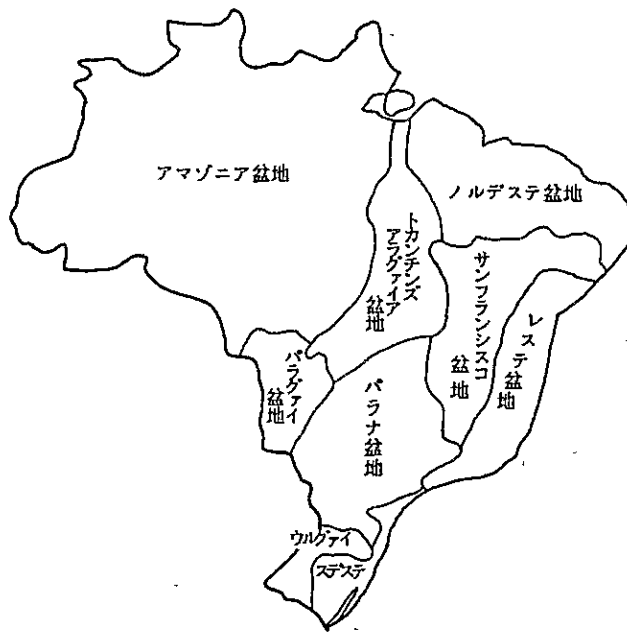 アマゾニア盆地
ノルデステ盆地
トカンチンズ
アラグァイア
盆地
サンフランシスコ
盆地
レステ盆地
パラグァイ
盆地
パラナ盆地
ウルグァイ
スデステ